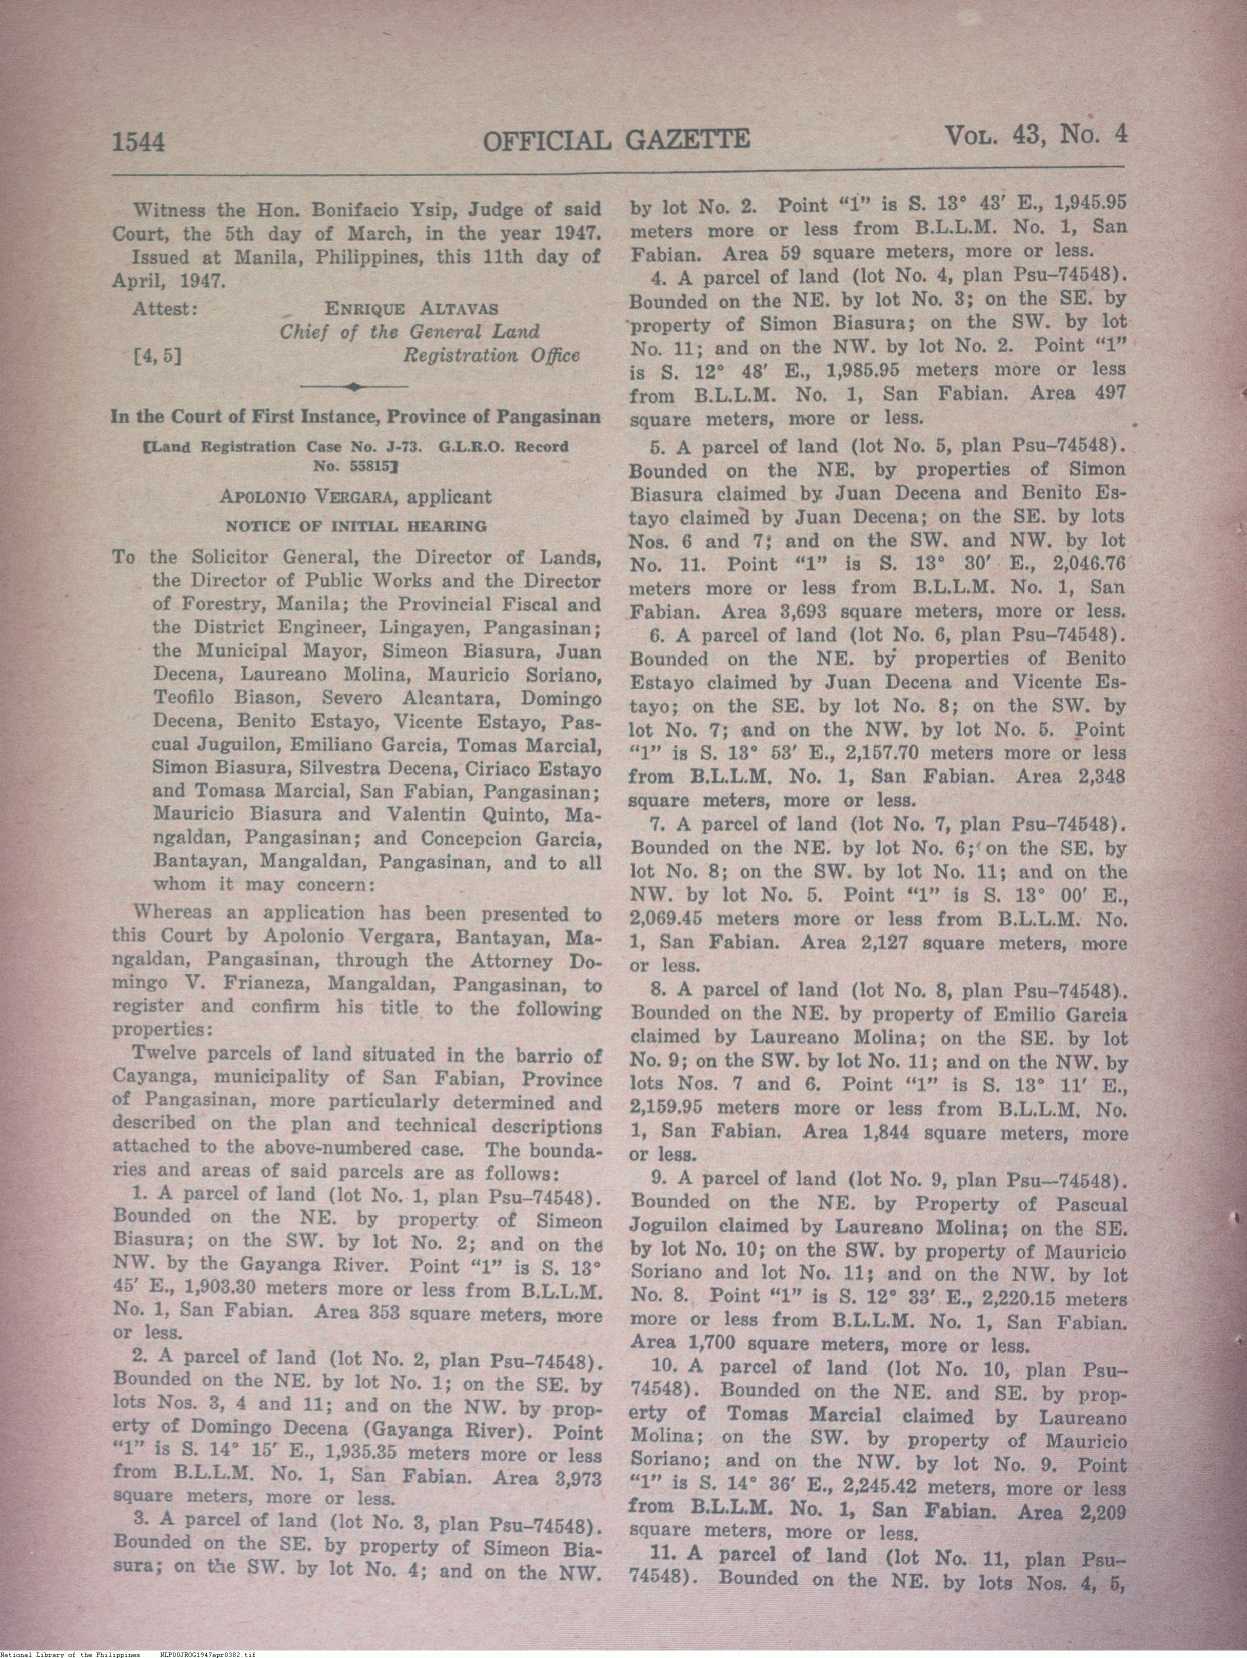 1544
OFFICIAL GAZETTE
VOL. 43, No. 4
Witness the Hon. Bonifacio Ysip, Judge of said
Court, the 5th day of March, in the year 1947.
Issued at Manila, Philippines, this 11th day of
April, 1947.
Attest: ENRIQUE ALTAVAS
Chief of the General Land
[4, 5] Registration Office
In the Court of First Instance, Province of Pangasinan
[Land Registration Case No. J-73. G.L.R.O. Record
No. 55815]
APOLONIO VERGARA, applicant
NOTICE OF INITIAL HEARING
To the Solicitor General, the Director of Lands,
the Director of Public Works and the Director
of Forestry, Manila; the Provincial Fiscal and
the District Engineer, Lingayen, Pangasinan;
the Municipal Mayor, Simeon Biasura, Juan
Decena, Laureano Molina, Mauricio Soriano,
Teofilo Biason, Severo Alcantara, Domingo
Decena, Benito Estayo, Vicente Estayo, Pas-
cual Juguilon, Emiliano Garcia, Tomas Marcial,
Simon Biasura, Silvestra Decena, Ciriaco Estayo
and Tomasa Marcial, San Fabian, Pangasinan;
Mauricio Biasura and Valentin Quinto, Ma-
ngaldan, Pangasinan; and Concepcion Garcia,
Bantayan, Mangaldan, Pangasinan, and to all
whom it may concern:
Whereas an application has been presented to
this Court by Apolonio Vergara, Bantayan, Ma-
ngaldan, Pangasinan, through the Attorney Do-
mingo V. Frianeza, Mangaldan, Pangasinan, to
register and confirm his title to the following
properties:
Twelve parcels of land situated in the barrio of
Cayanga, municipality of San Fabian, Province
of Pangasinan, more particularly determined and
described on the plan and technical descriptions
attached to the above-numbered case. The bounda-
ries and areas of said parcels are as follows:
1. A parcel of land (lot No. 1, plan Psu–74548).
Bounded on the NE. by property of Simeon
Biasura; on the SW. by lot No. 2; and on the
NW. by the Gayanga River. Point “1” is S. 13°
45′ E., 1,903.30 meters more or less from B.L.L.M.
No. 1, San Fabian. Area 353 square meters, more
or less.
2. A parcel of land (lot No. 2, plan Psu–74548).
Bounded on the NE. by lot No. 1; on the SE. by
lots Nos. 3, 4 and 11; and on the NW. by prop-
erty of Domingo Decena (Gayanga River). Point
“1” is S. 14° 15′ E., 1,935.35 meters more or less
from B.L.L.M. No. 1, San Fabian. Area 3,973
square meters, more or less.
3. A parcel of land (lot No. 3, plan Psu–74548).
Bounded on the SE. by property of Simeon Bia-
sura; on the SW. by lot No. 4; and on the NW.
by lot No. 2. Point “1” is S. 13° 43′ E., 1,945.95
meters more or less from B.L.L.M. No. 1, San
Fabian. Area 59 square meters, more or less.
4. A parcel of land (lot No. 4, plan Psu–74548).
Bounded on the NE. by lot No. 3; on the SE. by
property of Simon Biasura; on the SW. by lot
No. 11; and on the NW. by lot No. 2. Point “1”
is S. 12° 48′ E., 1,985.95 meters more or less
from B.L.L.M. No. 1, San Fabian. Area 497
square meters, more or less.
5. A parcel of land (lot No. 5, plan Psu–74548).
Bounded on the NE. by properties of Simon
Biasura claimed by Juan Decena and Benito Es-
tayo claimed by Juan Decena; on the SE. by lots
Nos. 6 and 7; and on the SW. and NW. by lot
No. 11. Point “1” is S. 13° 30′ E., 2,046.76
meters more or less from B.L.L.M. No. 1, San
Fabian. Area 3,693 square meters, more or less.
6. A parcel of land (lot No. 6, plan Psu–74548).
Bounded on the NE. by properties of Benito
Estayo claimed by Juan Decena and Vicente Es-
tayo; on the SE. by lot No. 8; on the SW. by
lot No. 7; and on the NW. by lot No. 5. Point
“1” is S. 13° 53′ E., 2,157.70 meters more or less
from B.L.L.M. No. 1, San Fabian. Area 2,348
square meters, more or less.
7. A parcel of land (lot No. 7, plan Psu–74548).
Bounded on the NE. by lot No. 6; on the SE. by
lot No. 8; on the SW. by lot No. 11; and on the
NW. by lot No. 5. Point “1” is S. 13° 00′ E.,
2,069.45 meters more or less from B.L.L.M. No.
1, San Fabian. Area 2,127 square meters, more
or less.
8. A parcel of land (lot No. 8, plan Psu–74548).
Bounded on the NE. by property of Emilio Garcia
claimed by Laureano Molina; on the SE. by lot
No. 9; on the SW. by lot No. 11; and on the NW. by
lots Nos. 7 and 6. Point “1” is S. 13° 11′ E.,
2,159.95 meters more or less from B.L.L.M. No.
1, San Fabian. Area 1,844 square meters, more
or less.
9. A parcel of land (lot No. 9, plan Psu—74548).
Bounded on the NE. by Property of Pascual
Joguilon claimed by Laureano Molina; on the SE.
by lot No. 10; on the SW. by property of Mauricio
Soriano and lot No. 11; and on the NW. by lot
No. 8. Point “1” is S. 12° 33′ E., 2,220.15 meters
more or less from B.L.L.M. No. 1, San Fabian.
Area 1,700 square meters, more or less.
10. A parcel of land (lot No. 10, plan Psu–
74548). Bounded on the NE. and SE. by prop-
erty of Tomas Marcial claimed by Laureano
Molina; on the SW. by property of Mauricio
Soriano; and on the NW. by lot No. 9. Point
“1” is S. 14° 36′ E., 2,245.42 meters, more or less
from B.L.L.M. No. 1, San Fabian. Area 2,209
square meters, more or less.
11. A parcel of land (lot No. 11, plan Psu–
74548). Bounded on the NE. by lots Nos. 4, 5,
National Library of the Philippines NLP00JROG1947apr0382.tif